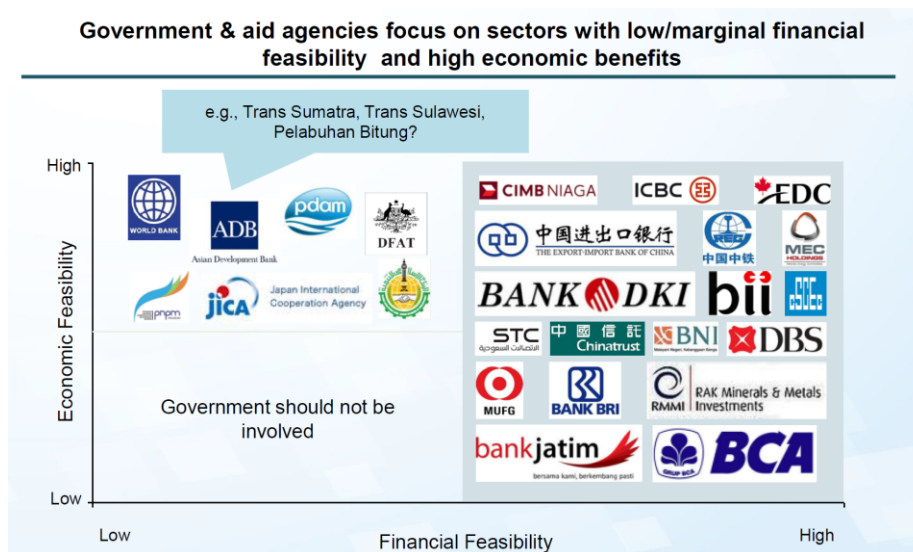 Government & aid agencies focus on sectors with low/marginal financial
feasibility and high economic benefits
e.g., Trans Sumatra, Trans Sulawesi,
Pelabuhan Bitung?
High
Economic Feasibility
Low
WORLD BANK
ADB
Asian Development Bank
pdam
DFAT
pnpm
jica Japan International
Cooperation Agency
Government should not be
involved
CIMB NIAGA
ICBC
EDC
中国进出口银行
THE EXPORT-IMPORT BANK OF CHINA
中国中铁
MEC
HOLDINGS
BANK DKI
bii
STC
الاتصالات السعودية
中國信託
Chinatrust
BNI
DBS
MUFG
BANK BRI
RMMI
RAK Minerals & Metals
Investments
bankjatim
bersama kami, berkembang pasti
GRUP BCA
BCA
Low
Financial Feasibility
High